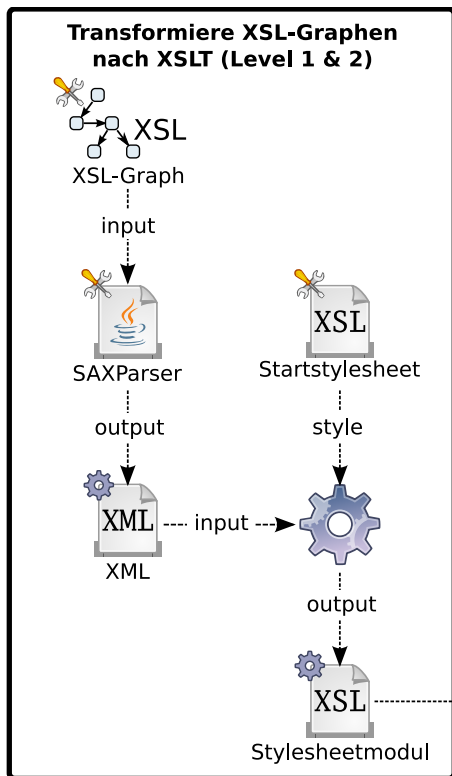 Transformiere XSL-Graphen
nach XSLT (Level 1 & 2)
XSL
XSL-Graph
input
XSL
SAXParser
Startstylesheet
output
style
XML
input
XML
output
XSL
Stylesheetmodul